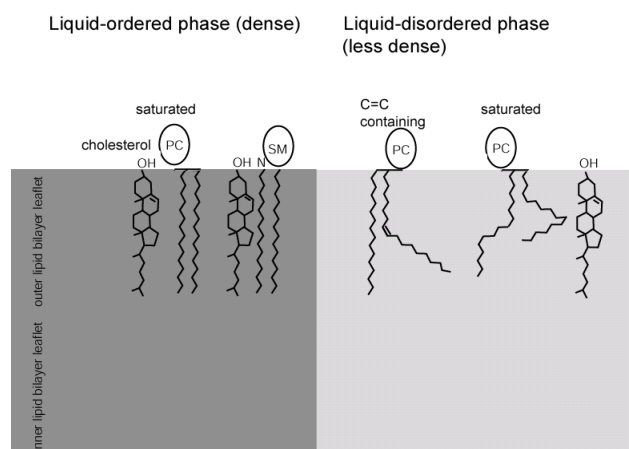 Liquid-ordered phase (dense)
Liquid-disordered phase
(less dense)
saturated
cholesterol
PC
OH
OH
N
SM
C=C
containing
PC
saturated
PC
OH
outer lipid bilayer leaflet
nner lipid bilayer leaflet